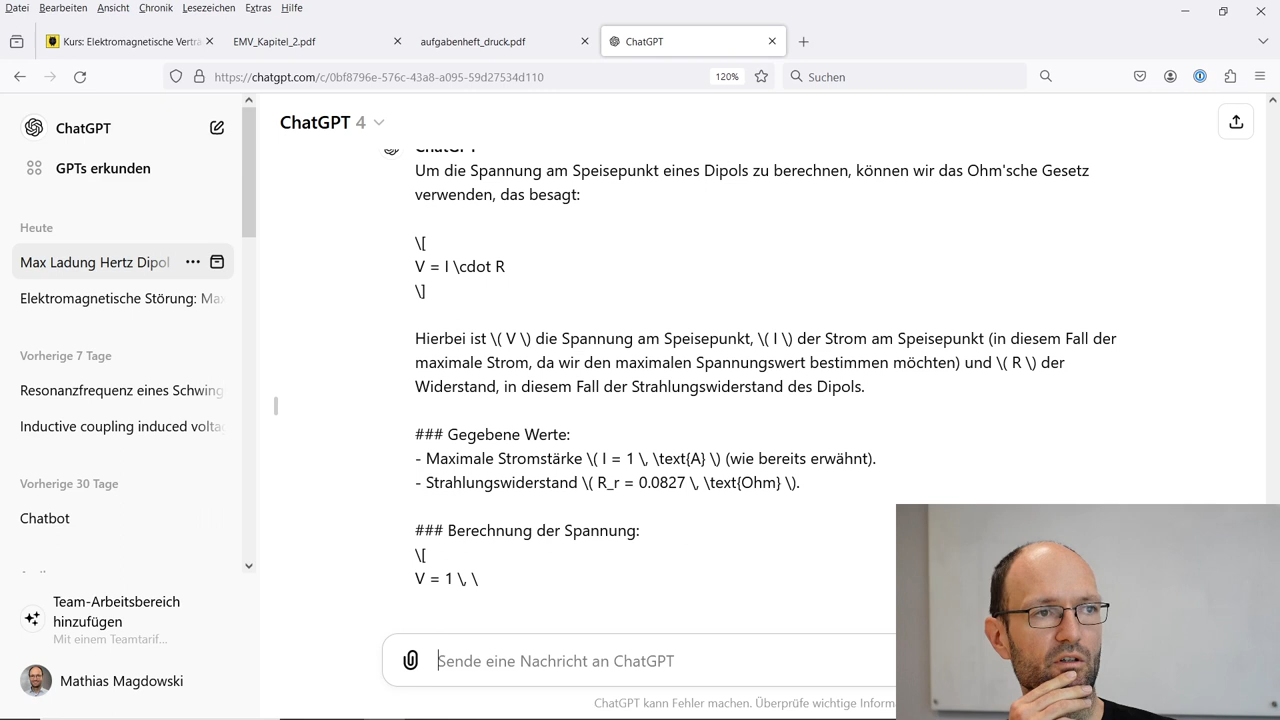 Datei Bearbeiten Ansicht Chronik Lesezeichen Extras Hilfe
Kurs: Elektromagnetische Verträ
EMV_Kapitel_2.pdf
aufgabenheft_druck.pdf
ChatGPT
https://chatgpt.com/c/0bf8796e-576c-43a8-a095-59d27534d110
120%
Suchen
ChatGPT
GPTs erkunden
Heute
Max Ladung Hertz Dipol
Elektromagnetische Störung: Max
Vorherige 7 Tage
Resonanzfrequenz eines Schwing
Inductive coupling induced volta
Vorherige 30 Tage
Chatbot
Team-Arbeitsbereich
hinzufügen
Mit einem Teamtarif...
Mathias Magdowski
ChatGPT 4
ChatGPT
Um die Spannung am Speisepunkt eines Dipols zu berechnen, können wir das Ohm'sche Gesetz
verwenden, das besagt:
\[
V = I \cdot R
\]
Hierbei ist \( V \) die Spannung am Speisepunkt, \( I \) der Strom am Speisepunkt (in diesem Fall der
maximale Strom, da wir den maximalen Spannungswert bestimmen möchten) und \( R \) der
Widerstand, in diesem Fall der Strahlungswiderstand des Dipols.
### Gegebene Werte:
- Maximale Stromstärke \( I = 1 \, \text{A} \) (wie bereits erwähnt).
- Strahlungswiderstand \( R_r = 0.0827 \, \text{Ohm} \).
### Berechnung der Spannung:
\[
V = 1 \, \
Sende eine Nachricht an ChatGPT
ChatGPT kann Fehler machen. Überprüfe wichtige Inform